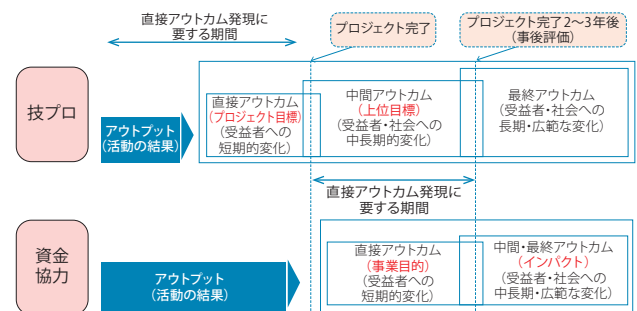 直接アウトカム発現に
要する期間
プロジェクト完了
プロジェクト完了2〜3年後
（事後評価）
技プロ
アウトプット
（活動の結果）
直接アウトカム
（プロジェクト目標）
（受益者への
短期的変化）
中間アウトカム
（上位目標）
（受益者・社会への
中長期的変化）
最終アウトカム
（受益者・社会への
長期・広範な変化）
直接アウトカム発現に
要する期間
資金
協力
アウトプット
（活動の結果）
直接アウトカム
（事業目的）
（受益者への
短期的変化）
中間・最終アウトカム
（インパクト）
（受益者・社会への
中長期・広範な変化）